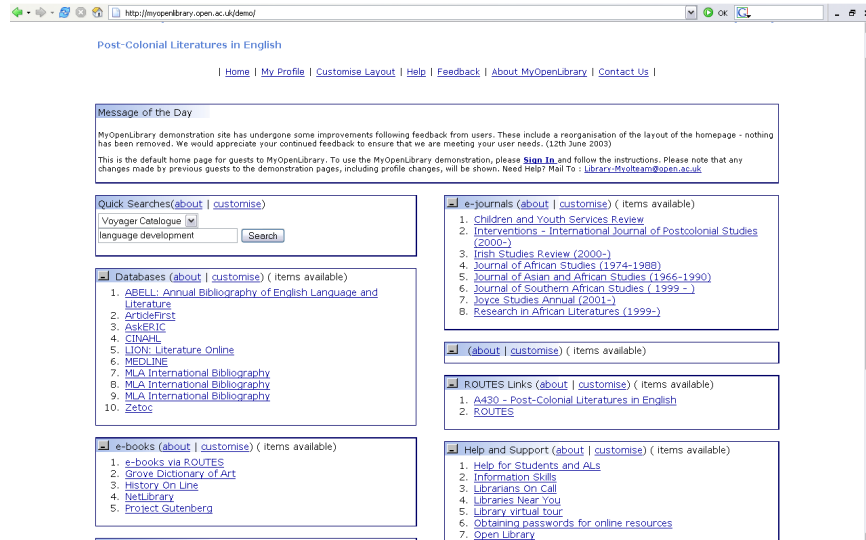 http://myopenlibrary.open.ac.uk/demo/
OK
Post-Colonial Literatures in English
| Home | My Profile | Customise Layout | Help | Feedback | About MyOpenLibrary | Contact Us |
Message of the Day
MyOpenLibrary demonstration site has undergone some improvements following feedback from users. These include a reorganisation of the layout of the homepage - nothing
has been removed. We would appreciate your continued feedback to ensure that we are meeting your user needs. (12th June 2003)
This is the default home page for guests to MyOpenLibrary. To use the MyOpenLibrary demonstration, please Sign In and follow the instructions. Please note that any
changes made by previous guests to the demonstration pages, including profile changes, will be shown. Need Help? Mail To : Library-Myolteam@open.ac.uk
Quick Searches(about | customise)
Voyager Catalogue
language development Search
Databases (about | customise) ( items available)
1. ABELL: Annual Bibliography of English Language and
Literature
2. ArticleFirst
3. AskERIC
4. CINAHL
5. LION: Literature Online
6. MEDLINE
7. MLA International Bibliography
8. MLA International Bibliography
9. MLA International Bibliography
10. Zetoc
e-books (about | customise) ( items available)
1. e-books via ROUTES
2. Grove Dictionary of Art
3. History On Line
4. NetLibrary
5. Project Gutenberg
e-journals (about | customise) ( items available)
1. Children and Youth Services Review
2. Interventions - International Journal of Postcolonial Studies
(2000-)
3. Irish Studies Review (2000-)
4. Journal of African Studies (1974-1988)
5. Journal of Asian and African Studies (1966-1990)
6. Journal of Southern African Studies ( 1999 - )
7. Joyce Studies Annual (2001-)
8. Research in African Literatures (1999-)
(about | customise) ( items available)
ROUTES Links (about | customise) ( items available)
1. A430 - Post-Colonial Literatures in English
2. ROUTES
Help and Support (about | customise) ( items available)
1. Help for Students and ALs
2. Information Skills
3. Librarians On Call
4. Libraries Near You
5. Library virtual tour
6. Obtaining passwords for online resources
7. Open Library